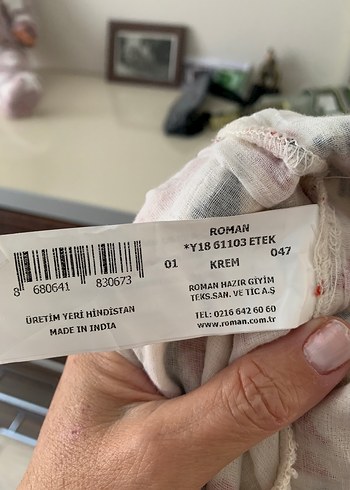 8 680641 830673
ÜRETİM YERİ HİNDİSTAN
MADE IN INDIA
ROMAN
*Y18 61103 ETEK
01 KREM 047
ROMAN HAZIR GİYİM
TEKS.SAN. VE TİC A.Ş
TEL: 0216 642 60 60
www.roman.com.tr